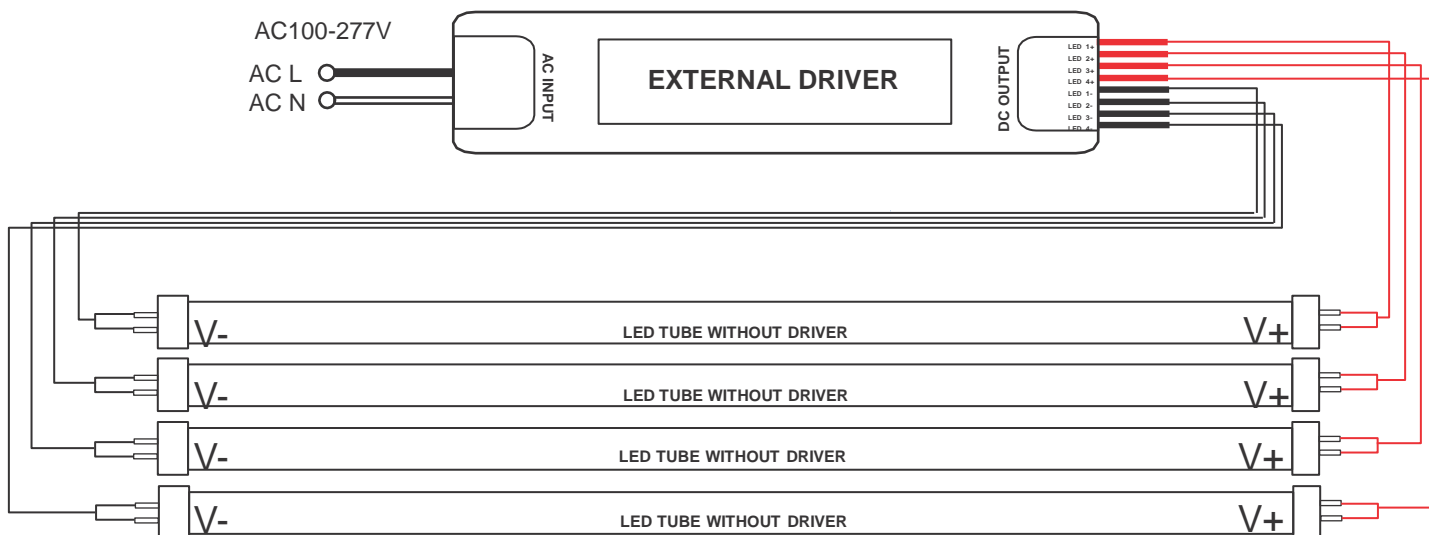 AC100-277V
AC L
AC N
AC INPUT
EXTERNAL DRIVER
DC OUTPUT
LED 1+
LED 2+
LED 3+
LED 4+
LED 1-
LED 2-
LED 3-
LED 4-
V- LED TUBE WITHOUT DRIVER V+
V- LED TUBE WITHOUT DRIVER V+
V- LED TUBE WITHOUT DRIVER V+
V- LED TUBE WITHOUT DRIVER V+